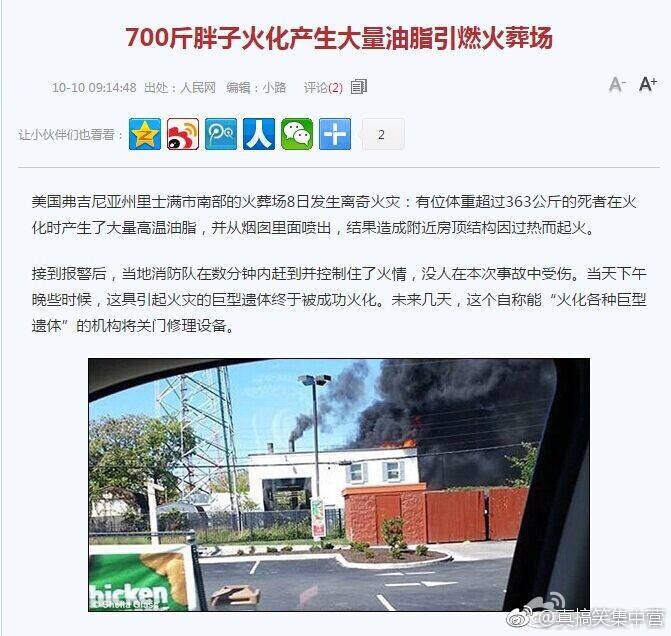 700斤胖子火化产生大量油脂引燃火葬场
10-10 09:14:48 出处：人民网 编辑：小路 评论(2) A- A+
让小伙伴们也看看： 2
美国弗吉尼亚州里士满市南部的火葬场8日发生离奇火灾：有位体重超过363公斤的死者在火
化时产生了大量高温油脂，并从烟囱里面喷出，结果造成附近房顶结构因过热而起火。
接到报警后，当地消防队在数分钟内赶到并控制住了火情，没人在本次事故中受伤。当天下午
晚些时候，这具引起火灾的巨型遗体终于被成功火化。未来几天，这个自称能“火化各种巨型
遗体”的机构将关门修理设备。
hicken
© Sheila Glass
@真搞笑集中营